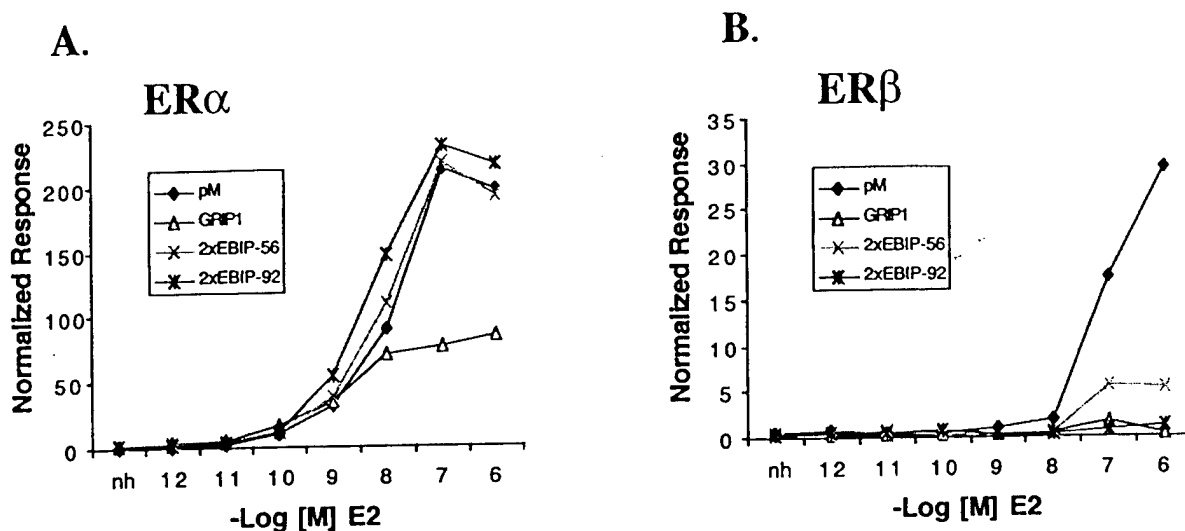 A.
ERα
Normalized Response
250
200
150
100
50
0
pM
GRIP1
2xEBIP-56
2xEBIP-92
nh 12 11 10 9 8 7 6
-Log [M] E2
B.
ERβ
Normalized Response
35
30
25
20
15
10
5
0
pM
GRIP1
2xEBIP-56
2xEBIP-92
nh 12 11 10 9 8 7 6
-Log [M] E2